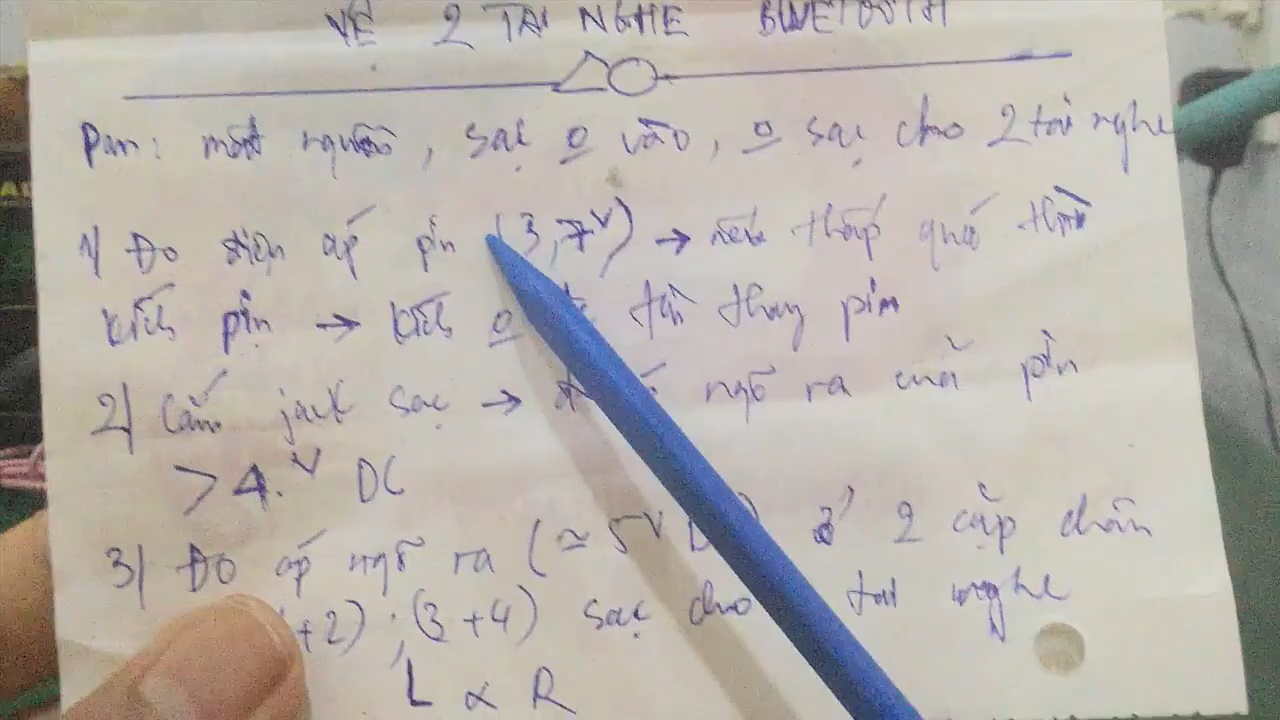 VỀ 2 TAI NGHE BLUETOOTH
Pan: mất nguồn, sạc o vào, o sạc cho 2 tai nghe
1) Đo điện áp pin (3,7V) → nếu thấp quá thì
kích pin → kích o thì thay pin
2) Cắm jack sạc → ngõ ra của pin
>4.V DC
3) Đo áp ngõ ra (≃ 5V ở 2 cặp chân
+2); (3+4) sạc cho tai nghe
L & R